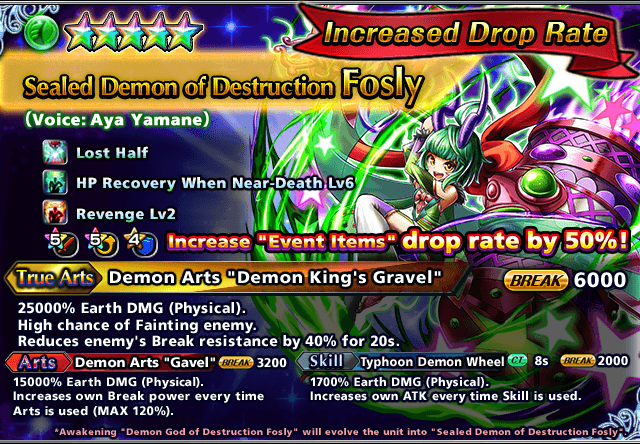 Increased Drop Rate
Sealed Demon of Destruction Fosly
(Voice: Aya Yamane)
Lost Half
HP Recovery When Near-Death Lv6
Revenge Lv2
5 5 4 Increase "Event Items" drop rate by 50%!
True Arts Demon Arts "Demon King's Gravel" BREAK 6000
25000% Earth DMG (Physical).
High chance of Fainting enemy.
Reduces enemy's Break resistance by 40% for 20s.
Arts Demon Arts "Gavel" BREAK 3200
15000% Earth DMG (Physical).
Increases own Break power every time
Arts is used (MAX 120%).
Skill Typhoon Demon Wheel CT 8s BREAK 2000
1700% Earth DMG (Physical).
Increases own ATK every time Skill is used.
*Awakening "Demon God of Destruction Fosly" will evolve the unit into "Sealed Demon of Destruction Fosly".